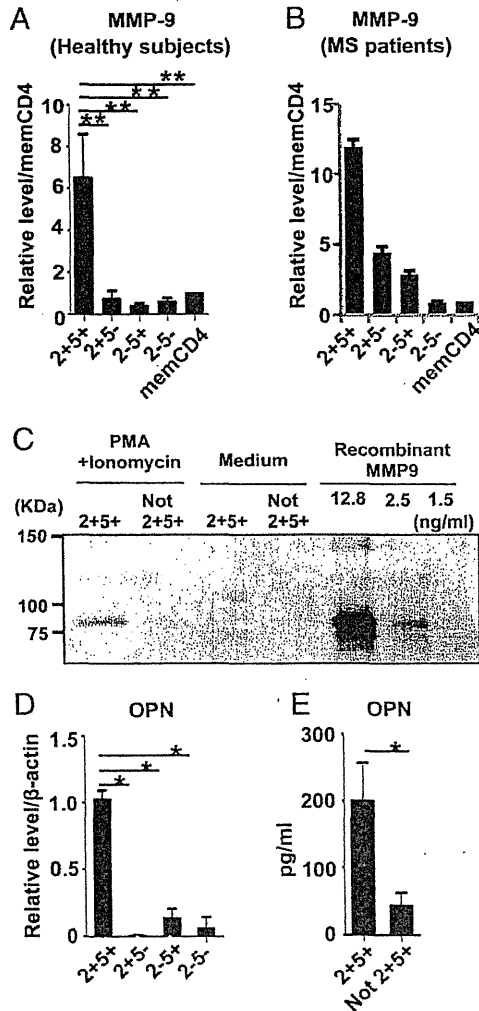 A
MMP-9
(Healthy subjects)
**
**
**
**
10
8
6
4
2
0
Relative level/memCD4
2+5+
2+5-
2-5+
2-5-
memCD4
B
MMP-9
(MS patients)
15
10
5
0
Relative level/memCD4
2+5+
2+5-
2-5+
2-5-
memCD4
C
PMA
+Ionomycin
Medium
Recombinant
MMP9
(KDa)
2+5+
Not
2+5+
2+5+
Not
2+5+
12.8 2.5 1.5
(ng/ml)
150
100
75
D
OPN
*
*
*
1.5
1.0
0.5
0
Relative level/β-actin
2+5+
2+5-
2-5+
2-5-
E
OPN
*
300
200
100
0
pg/ml
2+5+
Not 2+5+